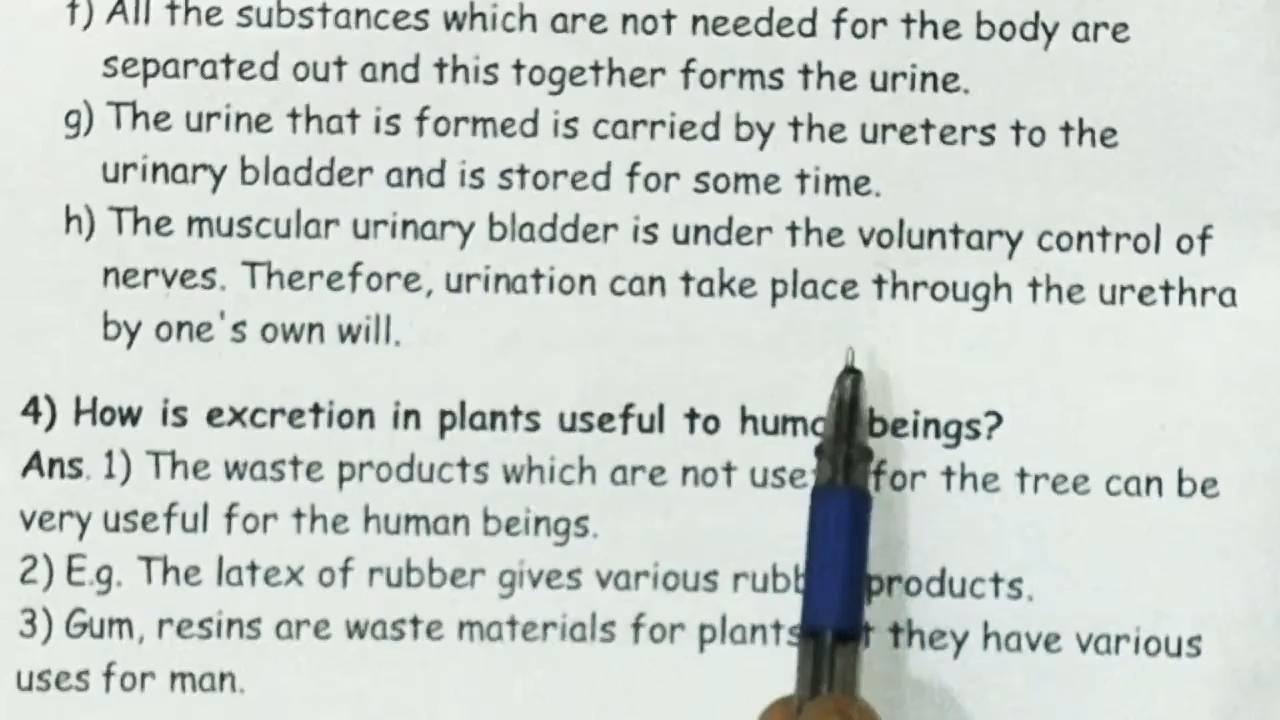 f) All the substances which are not needed for the body are
separated out and this together forms the urine.
g) The urine that is formed is carried by the ureters to the
urinary bladder and is stored for some time.
h) The muscular urinary bladder is under the voluntary control of
nerves. Therefore, urination can take place through the urethra
by one's own will.
4) How is excretion in plants useful to beings?
Ans. 1) The waste products which are not for the tree can be
very useful for the human beings.
2) E.g. The latex of rubber gives various products.
3) Gum, resins are waste materials for plants they have various
uses for man.